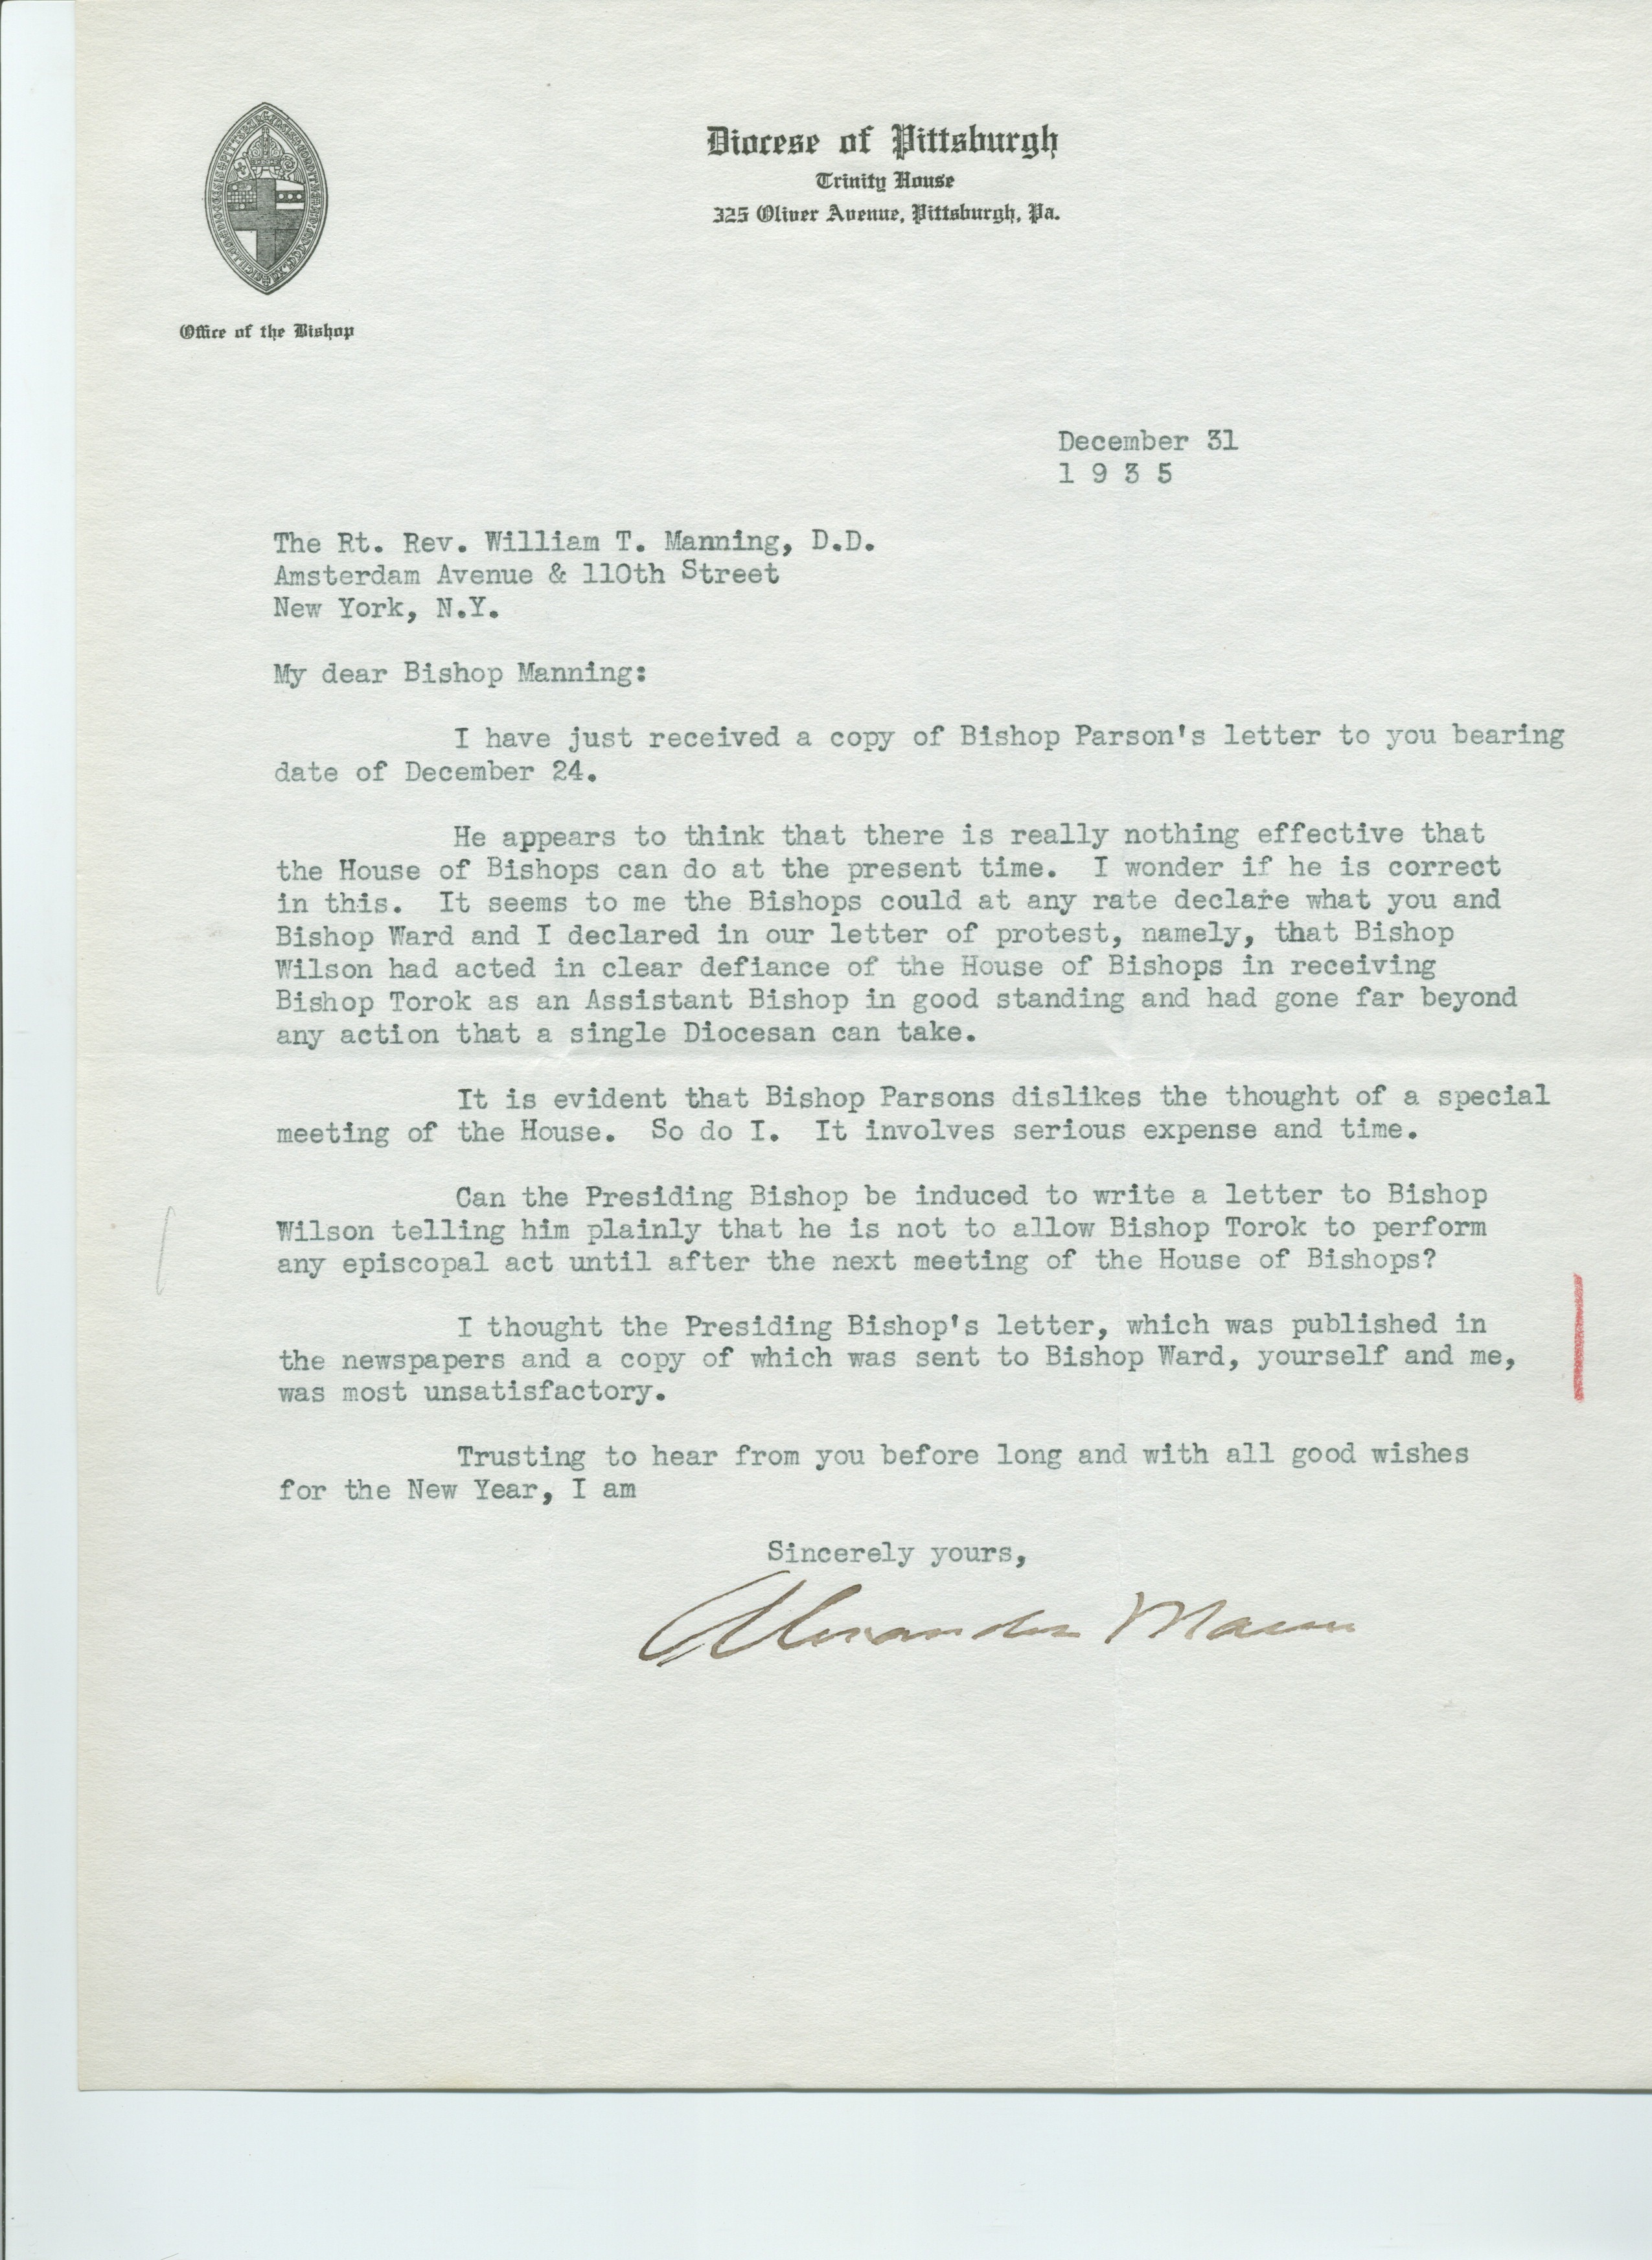 Diocese of Pittsburgh
Trinity House
325 Oliver Avenue, Pittsburgh, Pa.
Office of the Bishop
December 31
1 9 3 5
The Rt. Rev. William T. Manning, D.D.
Amsterdam Avenue & 110th Street
New York, N.Y.
My dear Bishop Manning:
I have just received a copy of Bishop Parson's letter to you bearing
date of December 24.
He appears to think that there is really nothing effective that
the House of Bishops can do at the present time. I wonder if he is correct
in this. It seems to me the Bishops could at any rate declare what you and
Bishop Ward and I declared in our letter of protest, namely, that Bishop
Wilson had acted in clear defiance of the House of Bishops in receiving
Bishop Torok as an Assistant Bishop in good standing and had gone far beyond
any action that a single Diocesan can take.
It is evident that Bishop Parsons dislikes the thought of a special
meeting of the House. So do I. It involves serious expense and time.
Can the Presiding Bishop be induced to write a letter to Bishop
Wilson telling him plainly that he is not to allow Bishop Torok to perform
any episcopal act until after the next meeting of the House of Bishops?
I thought the Presiding Bishop's letter, which was published in
the newspapers and a copy of which was sent to Bishop Ward, yourself and me,
was most unsatisfactory.
Trusting to hear from you before long and with all good wishes
for the New Year, I am
Sincerely yours,
Alexander Mann